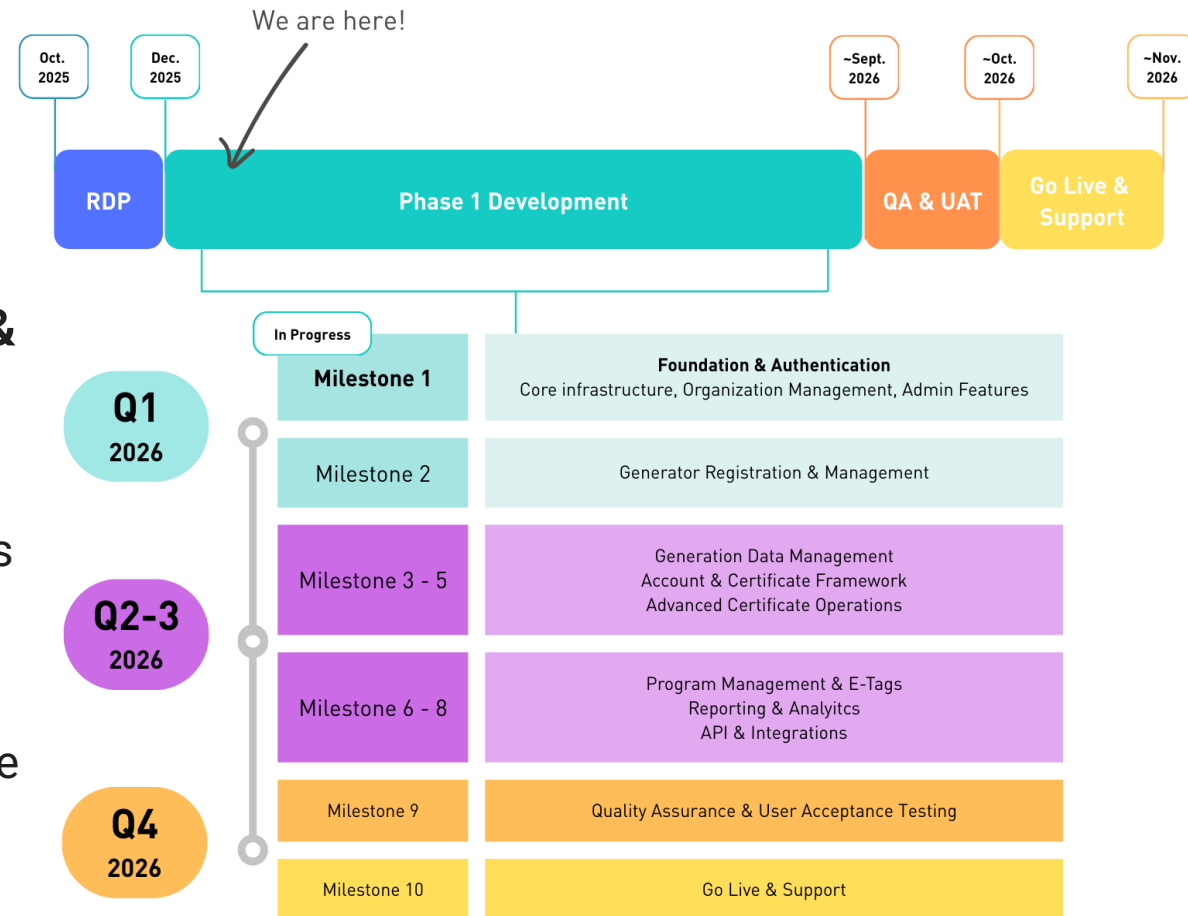 We are here!
Oct.
2025
Dec.
2025
~Sept.
2026
~Oct.
2026
~Nov.
2026
RDP
Phase 1 Development
QA & UAT
Go Live &
Support
&
In Progress
Q1
2026
Milestone 1
Foundation & Authentication
Core infrastructure, Organization Management, Admin Features
Milestone 2
Generator Registration & Management
s
Q2-3
2026
Milestone 3 - 5
Generation Data Management
Account & Certificate Framework
Advanced Certificate Operations
Milestone 6 - 8
Program Management & E-Tags
Reporting & Analyitcs
API & Integrations
e
Q4
2026
Milestone 9
Quality Assurance & User Acceptance Testing
Milestone 10
Go Live & Support